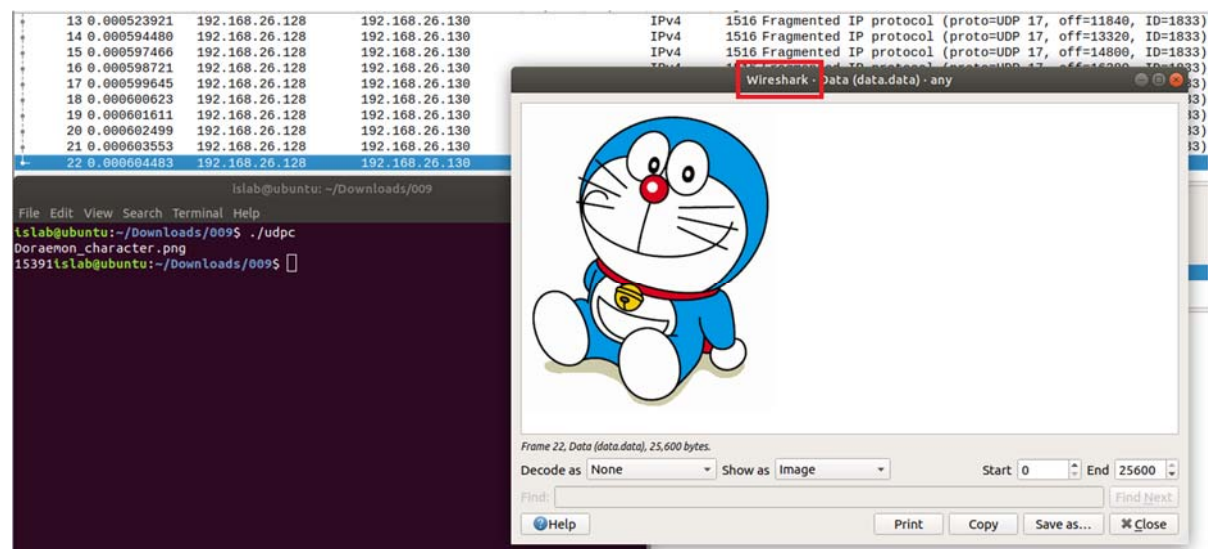 13 0.000523921 192.168.26.128 192.168.26.130 IPv4 1516 Fragmented IP protocol (proto=UDP 17, off=11840, ID=1833)
14 0.000594480 192.168.26.128 192.168.26.130 IPv4 1516 Fragmented IP protocol (proto=UDP 17, off=13320, ID=1833)
15 0.000597466 192.168.26.128 192.168.26.130 IPv4 1516 Fragmented IP protocol (proto=UDP 17, off=14800, ID=1833)
16 0.000598721 192.168.26.128 192.168.26.130
17 0.000599645 192.168.26.128 192.168.26.130
18 0.000600623 192.168.26.128 192.168.26.130
19 0.000601611 192.168.26.128 192.168.26.130
20 0.000602499 192.168.26.128 192.168.26.130
21 0.000603553 192.168.26.128 192.168.26.130
22 0.000604483 192.168.26.128 192.168.26.130
islab@ubuntu: ~/Downloads/009
File Edit View Search Terminal Help
islab@ubuntu:~/Downloads/009$ ./udpc
Doraemon_character.png
15391islab@ubuntu:~/Downloads/009$
Wireshark · Data (data.data) · any
Frame 22, Data (data.data), 25,600 bytes.
Decode as None Show as Image Start 0 End 25600
Find: Find Next
Help Print Copy Save as... Close